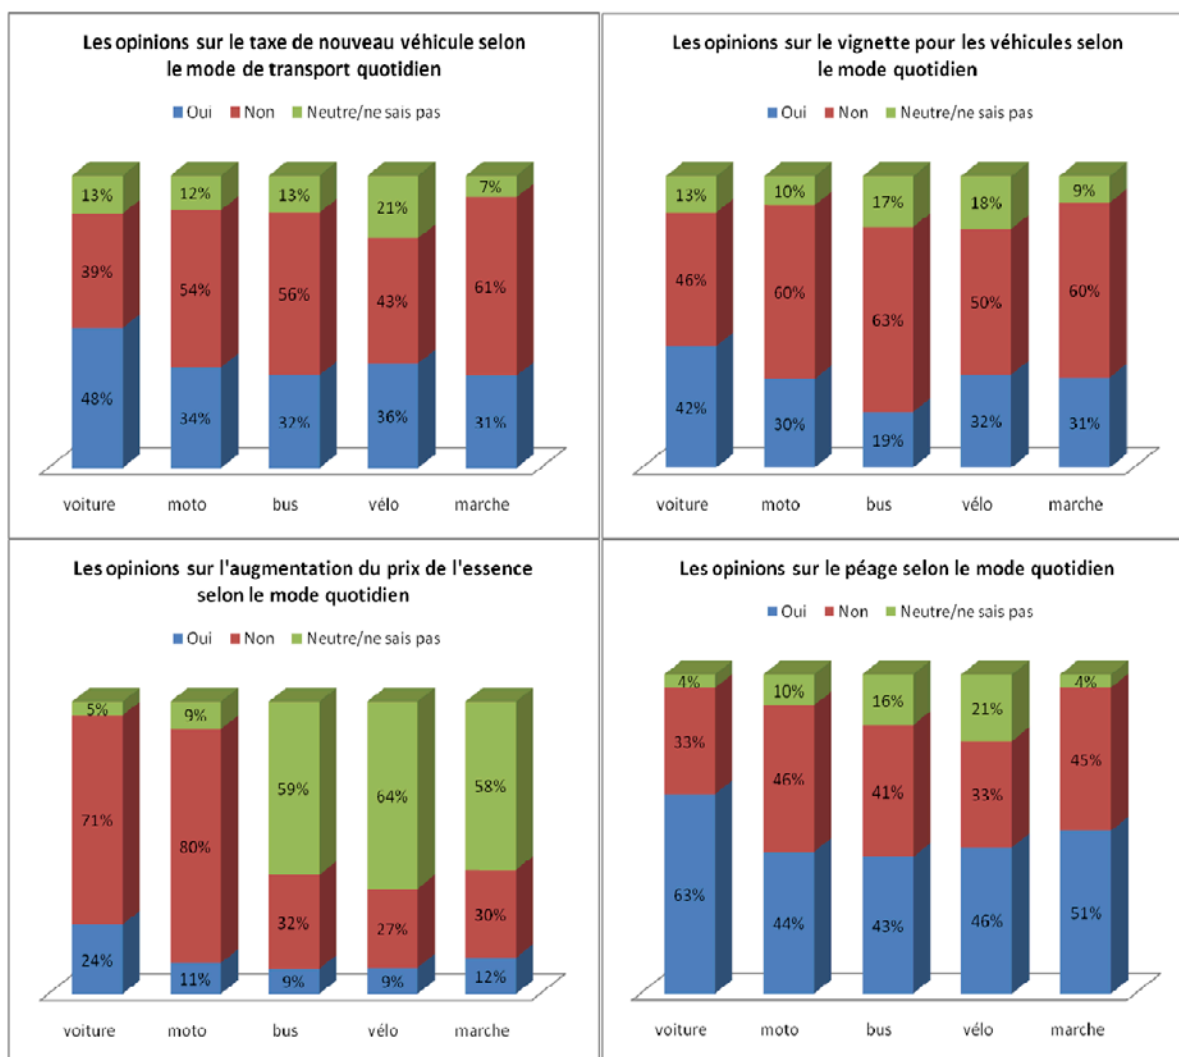 Les opinions sur le taxe de nouveau véhicule selon
le mode de transport quotidien
Oui Non Neutre/ne sais pas
13% 12% 13% 21% 7%
39% 54% 56% 43% 61%
48% 34% 32% 36% 31%
voiture moto bus vélo marche
Les opinions sur le vignette pour les véhicules selon
le mode quotidien
Oui Non Neutre/ne sais pas
13% 10% 17% 18% 9%
46% 60% 63% 50% 60%
42% 30% 19% 32% 31%
voiture moto bus vélo marche
Les opinions sur l'augmentation du prix de l'essence
selon le mode quotidien
Oui Non Neutre/ne sais pas
5% 9% 59% 64% 58%
71% 80% 32% 27% 30%
24% 11% 9% 9% 12%
voiture moto bus vélo marche
Les opinions sur le péage selon le mode quotidien
Oui Non Neutre/ne sais pas
4% 10% 16% 21% 4%
33% 46% 41% 33% 45%
63% 44% 43% 46% 51%
voiture moto bus vélo marche